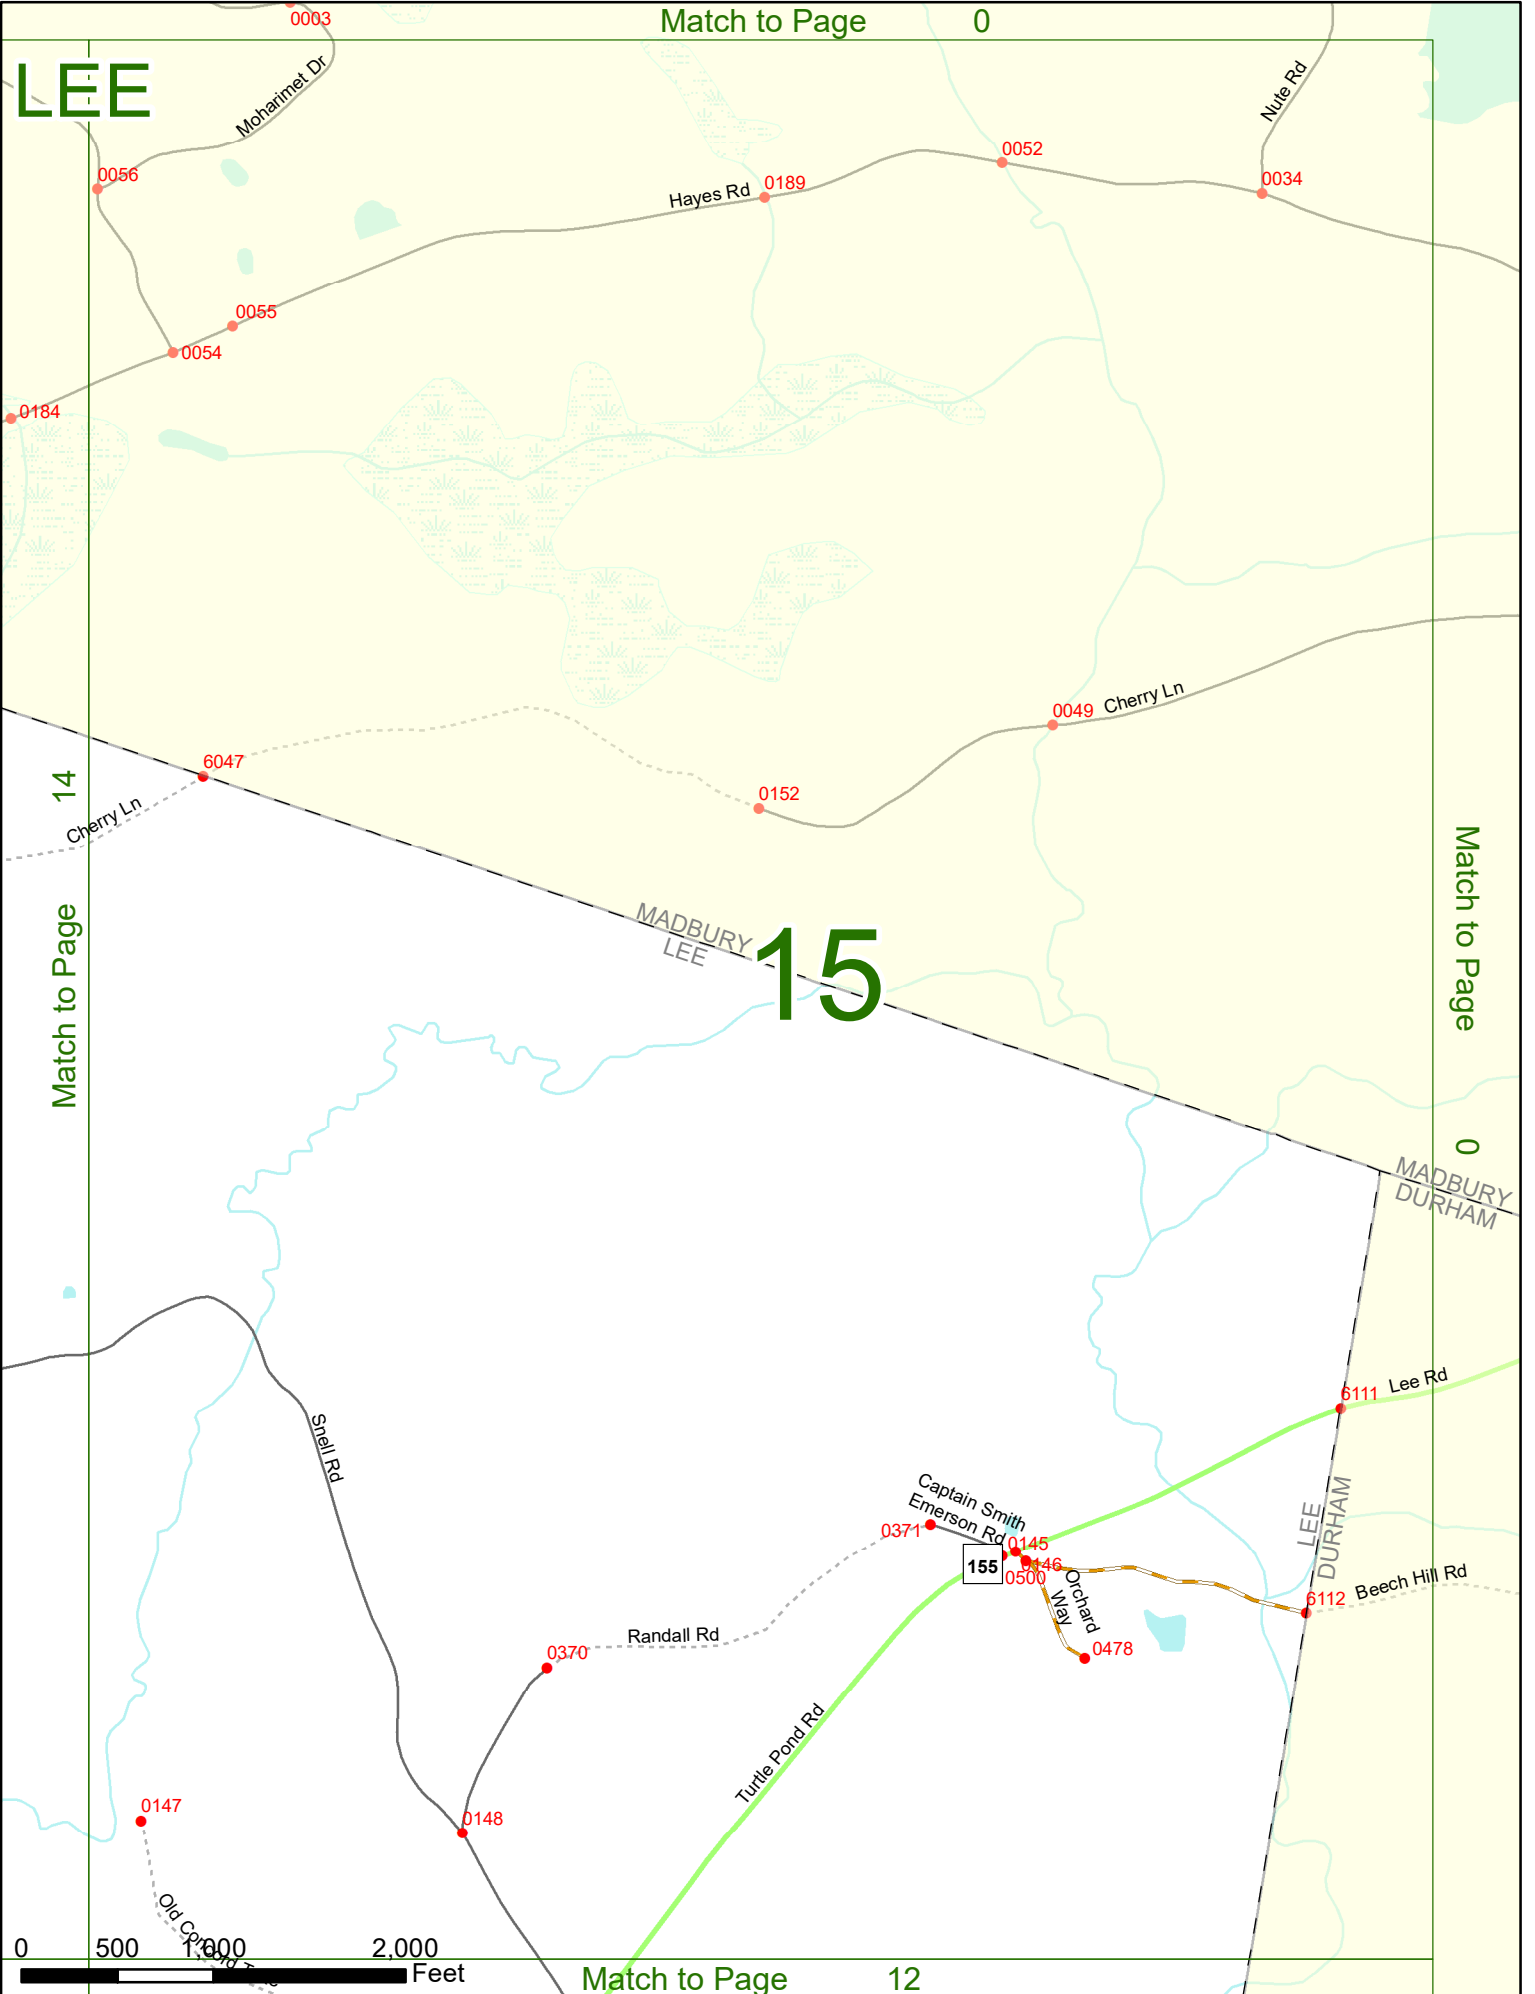 Match to Page 0
0003
LEE
Moharimet Dr
Nute Rd
0056
0052
0189
0034
Hayes Rd
0055
0054
0184
0049
Cherry Ln
6047
0152
Cherry Ln
Match to Page 14
MADBURY
LEE
15
Match to Page 0
MADBURY
DURHAM
6111
Lee Rd
Snell Rd
Captain Smith
Emerson Rd
0371
0145
155
0146
0500
LEE
DURHAM
Orchard
Way
Beech Hill Rd
6112
Randall Rd
0370
0478
Turtle Pond Rd
0147
0148
Old Concord
0 500 1,000 2,000
Feet
Match to Page 12